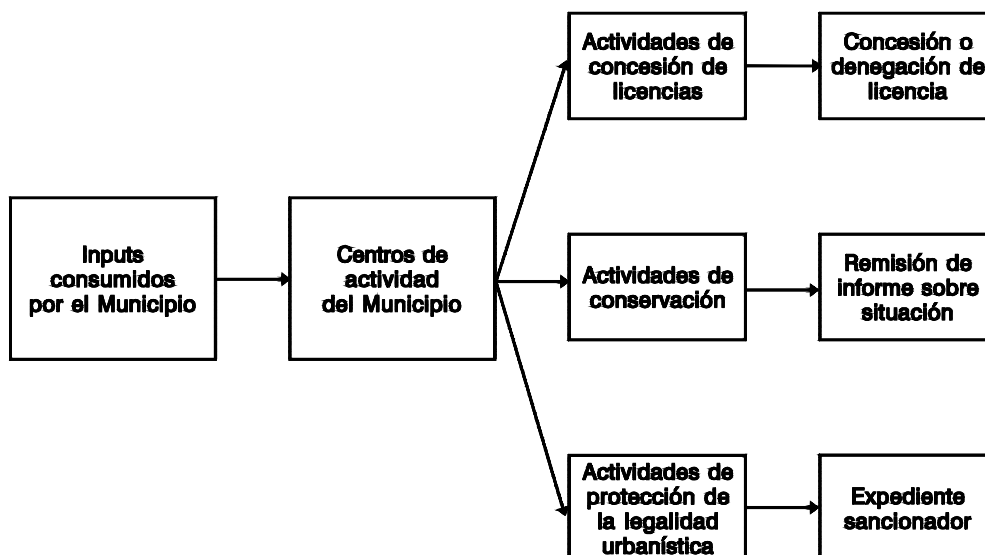 Actividades de
concesión de
licencias
Concesión o
denegación de
licencia
Inputs
consumidos
por el Municipio
Centros de
actividad
del Municipio
Actividades de
conservación
Remisión de
informe sobre
situación
Actividades de
protección de
la legalidad
urbanística
Expediente
sancionador